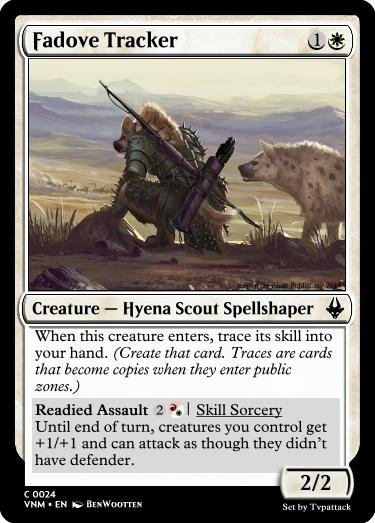 Fadove Tracker 1
Creature — Hyena Scout Spellshaper
When this creature enters, trace its skill into
your hand. (Create that card. Traces are cards
that become copies when they enter public
zones.)
Readied Assault 2 | Skill Sorcery
Until end of turn, creatures you control get
+1/+1 and can attack as though they didn't
have defender.
2/2
C 0024
VNM • EN BenWootten
Set by Tvpattack